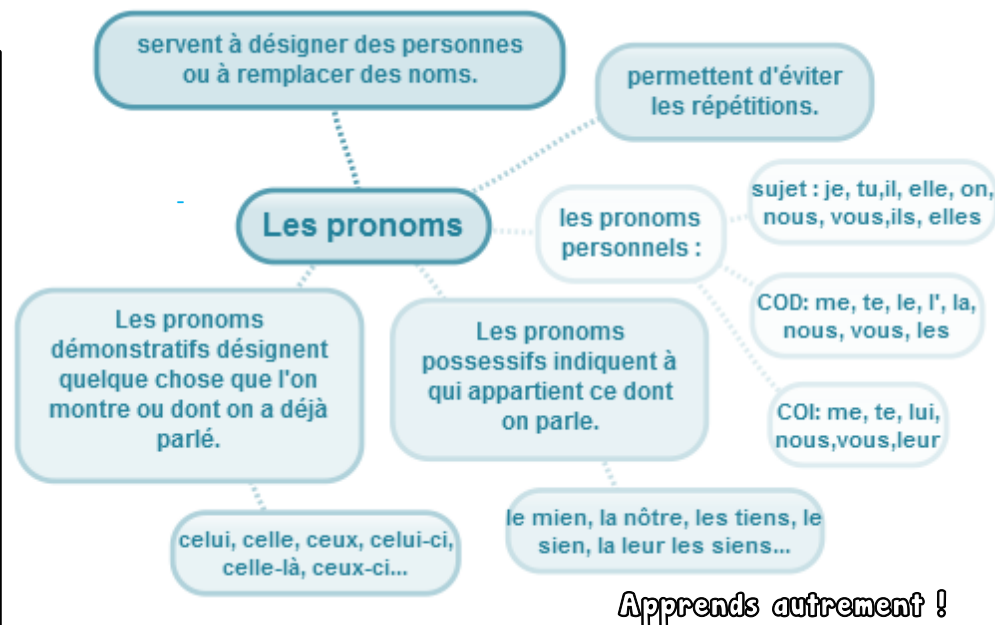 servent à désigner des personnes
ou à remplacer des noms.
permettent d'éviter
les répétitions.
Les pronoms
les pronoms
personnels :
sujet : je, tu,il, elle, on,
nous, vous,ils, elles
COD: me, te, le, l', la,
nous, vous, les
COI: me, te, lui,
nous,vous,leur
Les pronoms
démonstratifs désignent
quelque chose que l'on
montre ou dont on a déjà
parlé.
celui, celle, ceux, celui-ci,
celle-là, ceux-ci...
Les pronoms
possessifs indiquent à
qui appartient ce dont
on parle.
le mien, la nôtre, les tiens, le
sien, la leur les siens...
Apprends autrement !